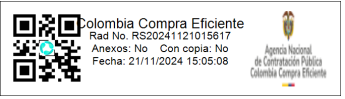 Colombia Compra Eficiente
Rad No. RS20241121015617
Anexos: No Con copia: No
Fecha: 21/11/2024 15:05:08
Agencia Nacional
de Contratación Pública
Colombia Compra Eficiente